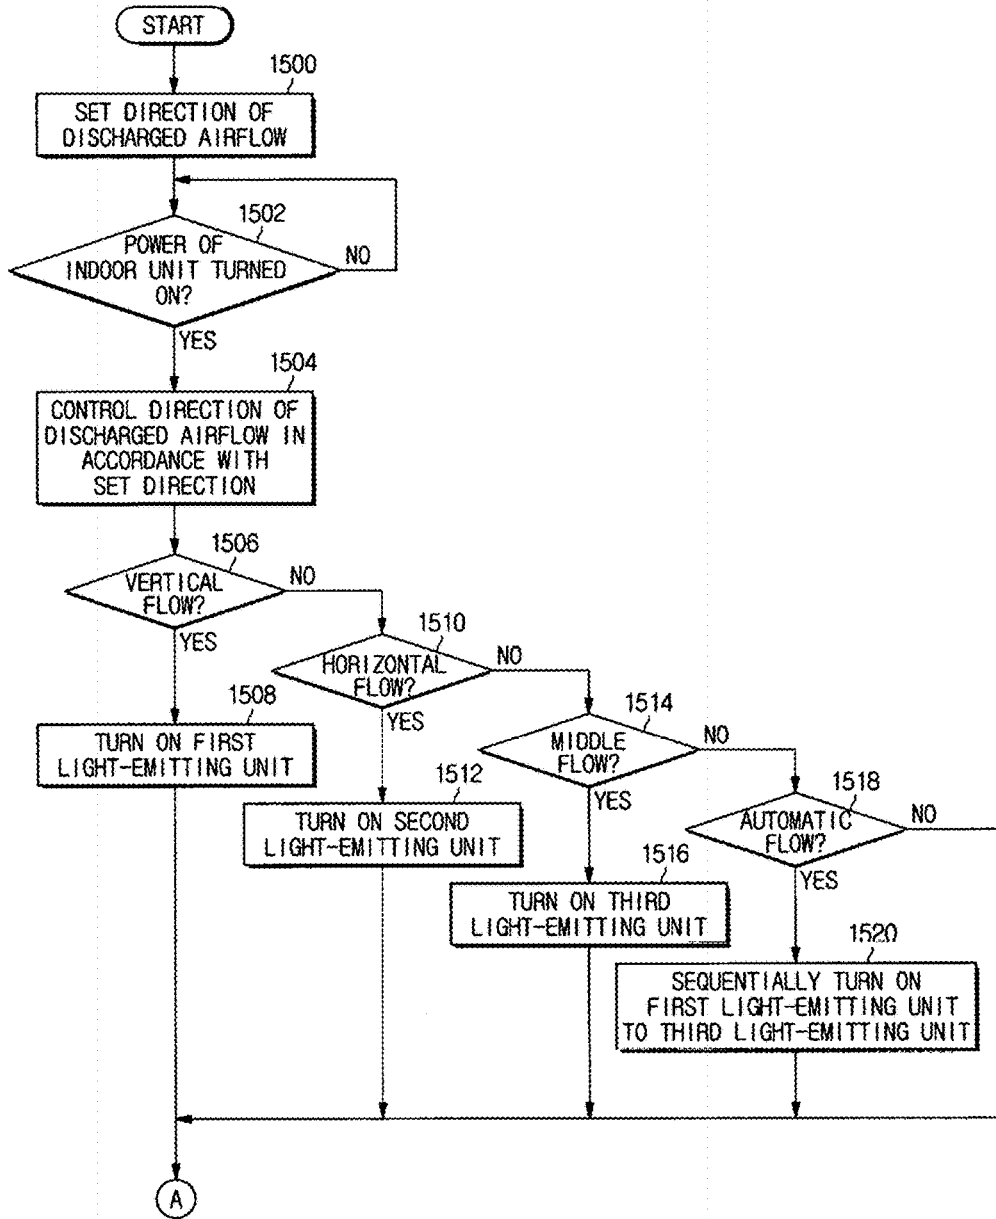 START
1500
SET DIRECTION OF
DISCHARGED AIRFLOW
1502
POWER OF
INDOOR UNIT TURNED
ON?
NO
YES
1504
CONTROL DIRECTION OF
DISCHARGED AIRFLOW IN
ACCORDANCE WITH
SET DIRECTION
1506
VERTICAL
FLOW?
NO
YES
1508
TURN ON FIRST
LIGHT-EMITTING UNIT
1510
HORIZONTAL
FLOW?
NO
YES
1512
TURN ON SECOND
LIGHT-EMITTING UNIT
1514
MIDDLE
FLOW?
NO
YES
1516
TURN ON THIRD
LIGHT-EMITTING UNIT
1518
AUTOMATIC
FLOW?
NO
YES
1520
SEQUENTIALLY TURN ON
FIRST LIGHT-EMITTING UNIT
TO THIRD LIGHT-EMITTING UNIT
A